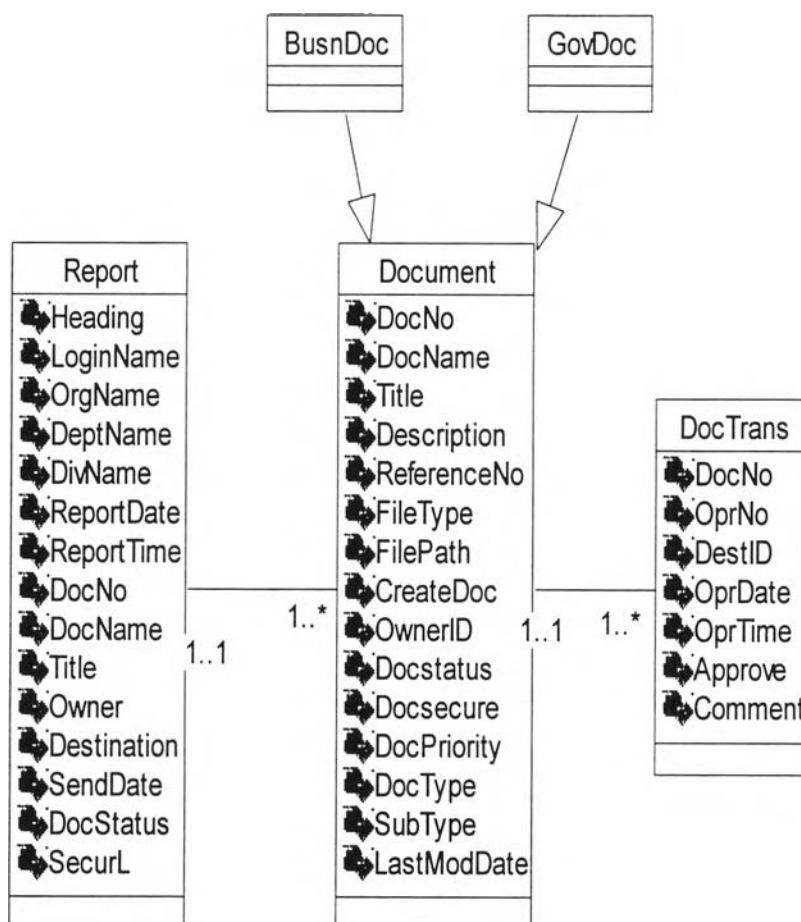 BusnDoc
GovDoc
Report
Heading
LoginName
OrgName
DeptName
DivName
ReportDate
ReportTime
DocNo
DocName
Title
Owner
Destination
SendDate
DocStatus
SecurL
1..1
1..*
Document
DocNo
DocName
Title
Description
ReferenceNo
FileType
FilePath
CreateDoc
OwnerID
Docstatus
Docsecure
DocPriority
DocType
SubType
LastModDate
1..1
1..*
DocTrans
DocNo
OprNo
DestID
OprDate
OprTime
Approve
Comment